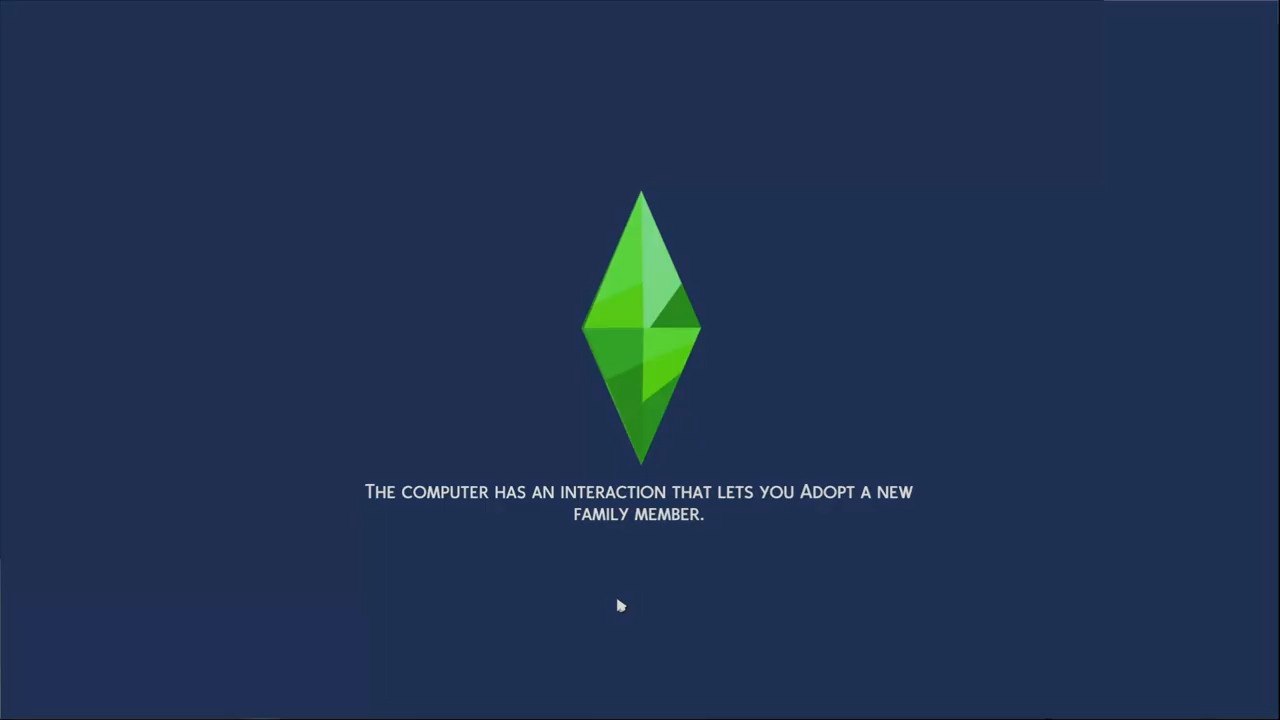 The computer has an interaction that lets you Adopt a new
family member.